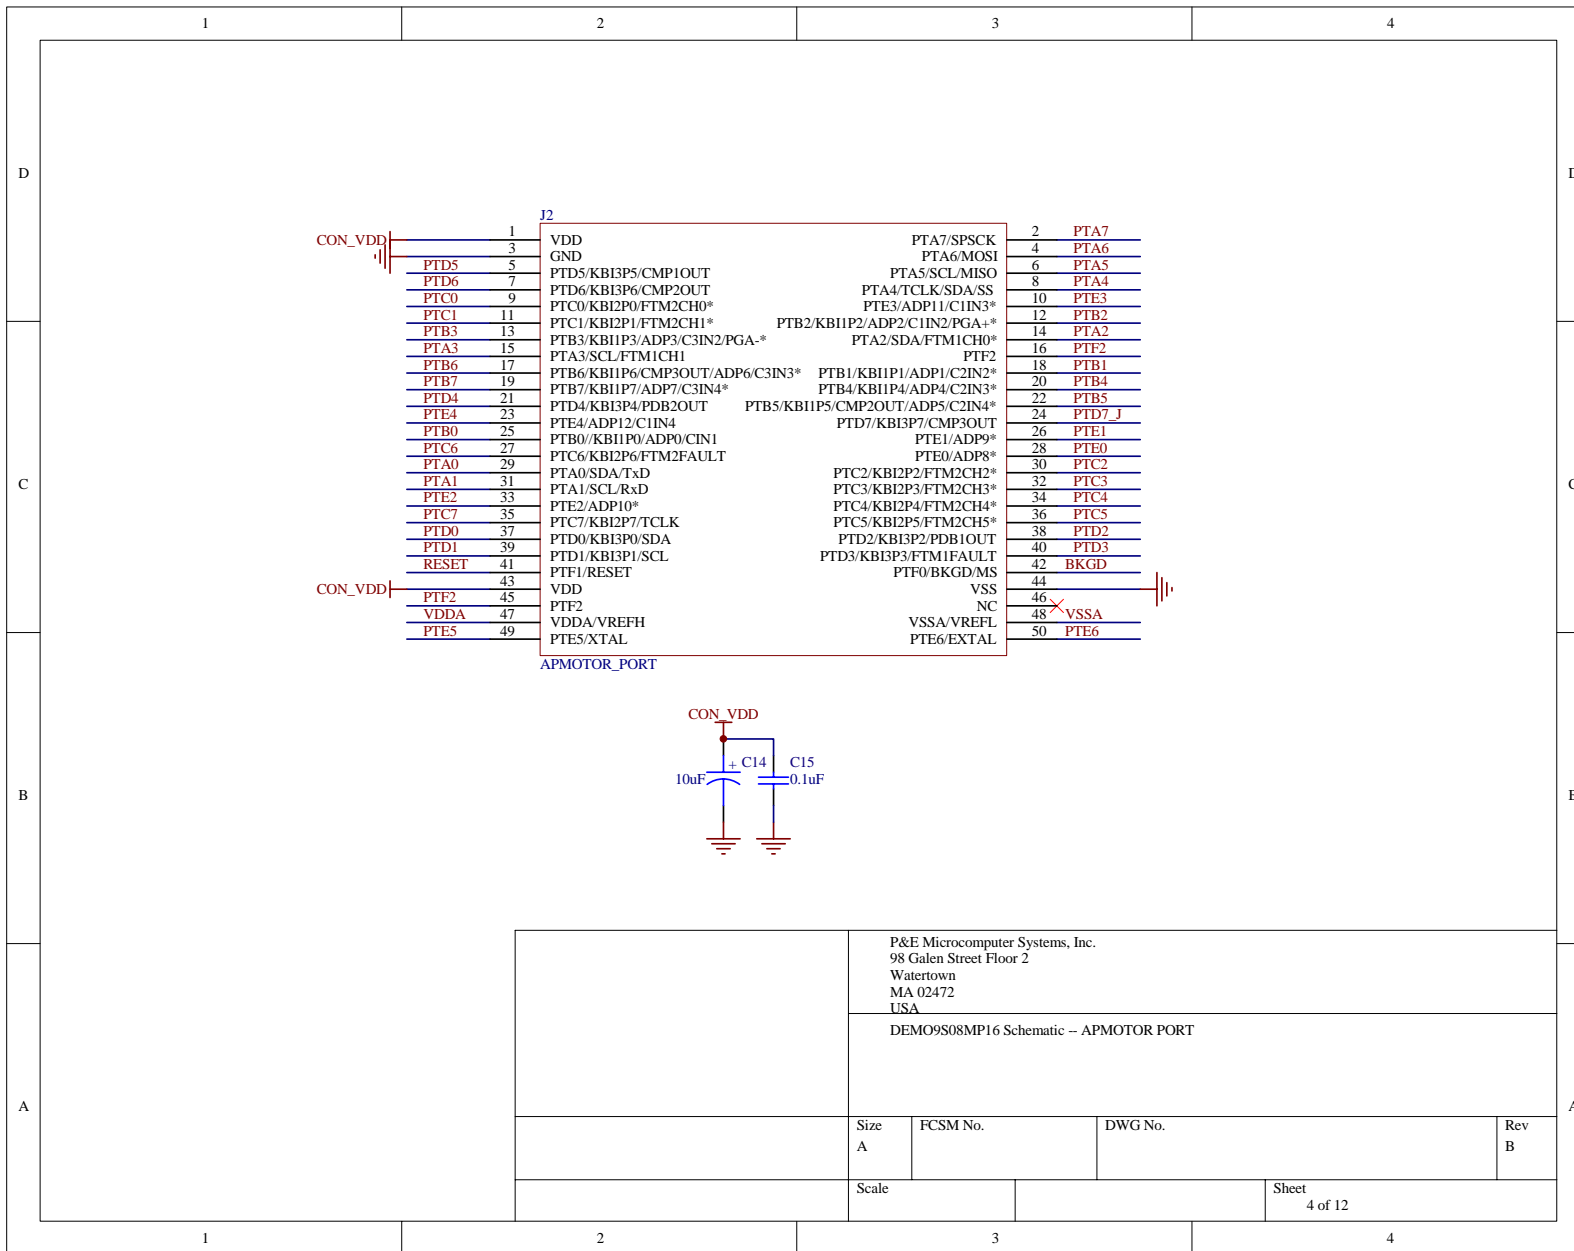 1 2 3 4
D D
J2
CON_VDD 1 VDD PTA7/SPSCK 2 PTA7
3 GND PTA6/MOSI 4 PTA6
PTD5 5 PTD5/KBI3P5/CMP1OUT PTA5/SCL/MISO 6 PTA5
PTD6 7 PTD6/KBI3P6/CMP2OUT PTA4/TCLK/SDA/SS 8 PTA4
PTC0 9 PTC0/KBI2P0/FTM2CH0* PTE3/ADP11/C1IN3* 10 PTE3
PTC1 11 PTC1/KBI2P1/FTM2CH1* PTB2/KBI1P2/ADP2/C1IN2/PGA+* 12 PTB2
PTB3 13 PTB3/KBI1P3/ADP3/C3IN2/PGA-* PTA2/SDA/FTM1CH0* 14 PTA2
PTA3 15 PTA3/SCL/FTM1CH1 PTF2 16 PTF2
PTB6 17 PTB6/KBI1P6/CMP3OUT/ADP6/C3IN3* PTB1/KBI1P1/ADP1/C2IN2* 18 PTB1
PTB7 19 PTB7/KBI1P7/ADP7/C3IN4* PTB4/KBI1P4/ADP4/C2IN3* 20 PTB4
PTD4 21 PTD4/KBI3P4/PDB2OUT PTB5/KBI1P5/CMP2OUT/ADP5/C2IN4* 22 PTB5
PTE4 23 PTE4/ADP12/C1IN4 PTD7/KBI3P7/CMP3OUT 24 PTD7_J
PTB0 25 PTB0//KBI1P0/ADP0/CIN1 PTE1/ADP9* 26 PTE1
PTC6 27 PTC6/KBI2P6/FTM2FAULT PTE0/ADP8* 28 PTE0
PTA0 29 PTA0/SDA/TxD PTC2/KBI2P2/FTM2CH2* 30 PTC2
C PTA1 31 PTA1/SCL/RxD PTC3/KBI2P3/FTM2CH3* 32 PTC3 C
PTE2 33 PTE2/ADP10* PTC4/KBI2P4/FTM2CH4* 34 PTC4
PTC7 35 PTC7/KBI2P7/TCLK PTC5/KBI2P5/FTM2CH5* 36 PTC5
PTD0 37 PTD0/KBI3P0/SDA PTD2/KBI3P2/PDB1OUT 38 PTD2
PTD1 39 PTD1/KBI3P1/SCL PTD3/KBI3P3/FTM1FAULT 40 PTD3
RESET 41 PTF1/RESET PTF0/BKGD/MS 42 BKGD
CON_VDD 43 VDD VSS 44
PTF2 45 PTF2 NC 46
VDDA 47 VDDA/VREFH VSSA/VREFL 48 VSSA
PTE5 49 PTE5/XTAL PTE6/EXTAL 50 PTE6
APMOTOR_PORT
CON_VDD
+ C14 C15
10uF 0.1uF
B B
P&E Microcomputer Systems, Inc.
98 Galen Street Floor 2
Watertown
MA 02472
USA
DEMO9S08MP16 Schematic -- APMOTOR PORT
A A
Size FCSM No. DWG No. Rev
A B
Scale Sheet
4 of 12
1 2 3 4